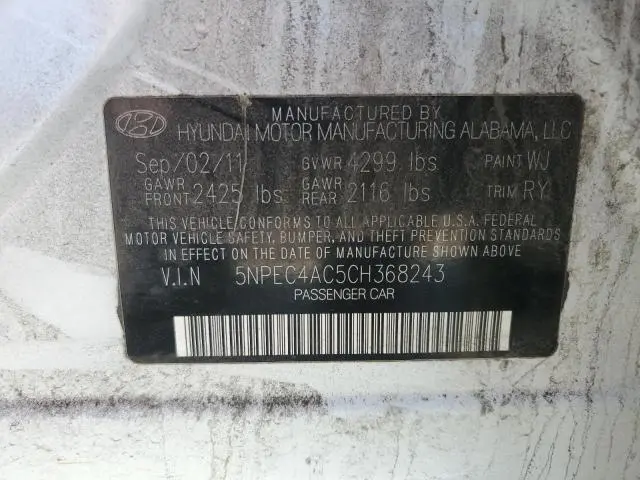 MANUFACTURED BY
HYUNDAI MOTOR MANUFACTURING ALABAMA, LLC
Sep/02/11 GVWR 4299 lbs PAINT WJ
GAWR FRONT 2425 lbs GAWR REAR 2116 lbs TRIM RY
THIS VEHICLE CONFORMS TO ALL APPLICABLE U.S.A. FEDERAL
MOTOR VEHICLE SAFETY, BUMPER, AND THEFT PREVENTION STANDARDS
IN EFFECT ON THE DATE OF MANUFACTURE SHOWN ABOVE
V.I.N 5NPEC4AC5CH368243
PASSENGER CAR